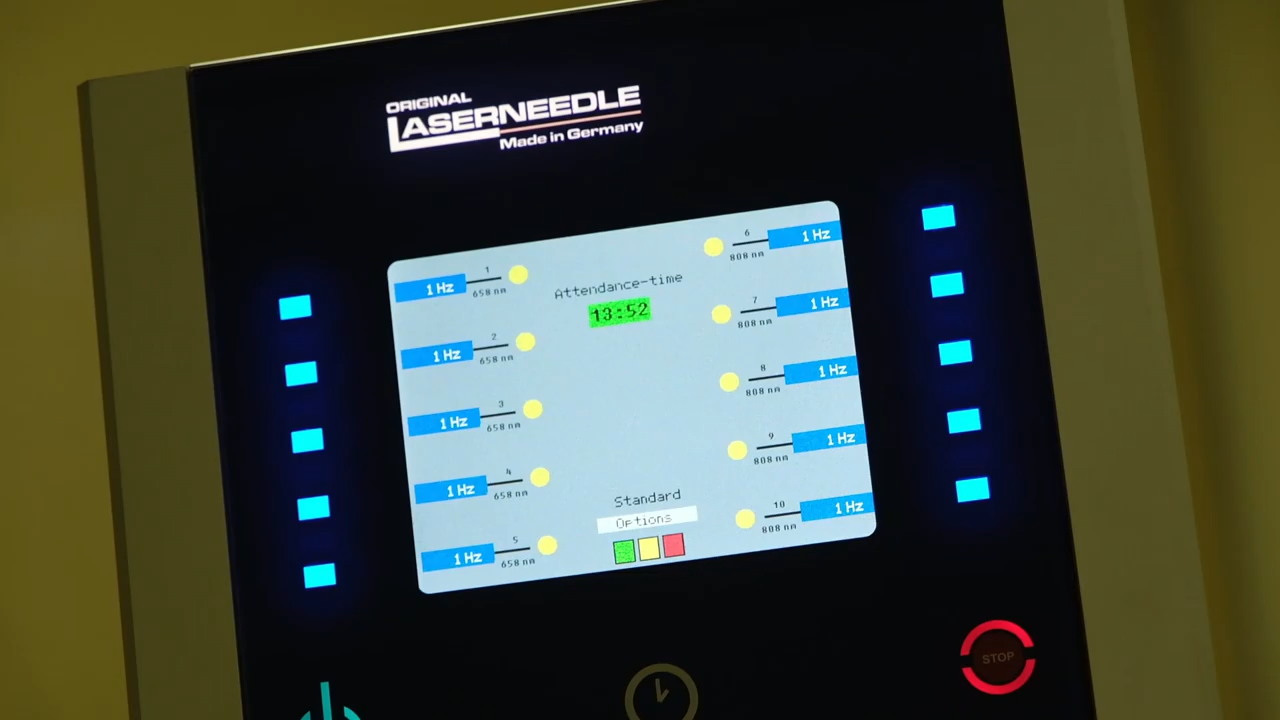 ORIGINAL
LASERNEEDLE
Made in Germany
Attendance-time
13:52
1 Hz 1 658 nm
1 Hz 2 658 nm
1 Hz 3 658 nm
1 Hz 4 658 nm
1 Hz 5 658 nm
6 808 nm 1 Hz
7 808 nm 1 Hz
8 808 nm 1 Hz
9 808 nm 1 Hz
10 808 nm 1 Hz
Standard
Options
STOP